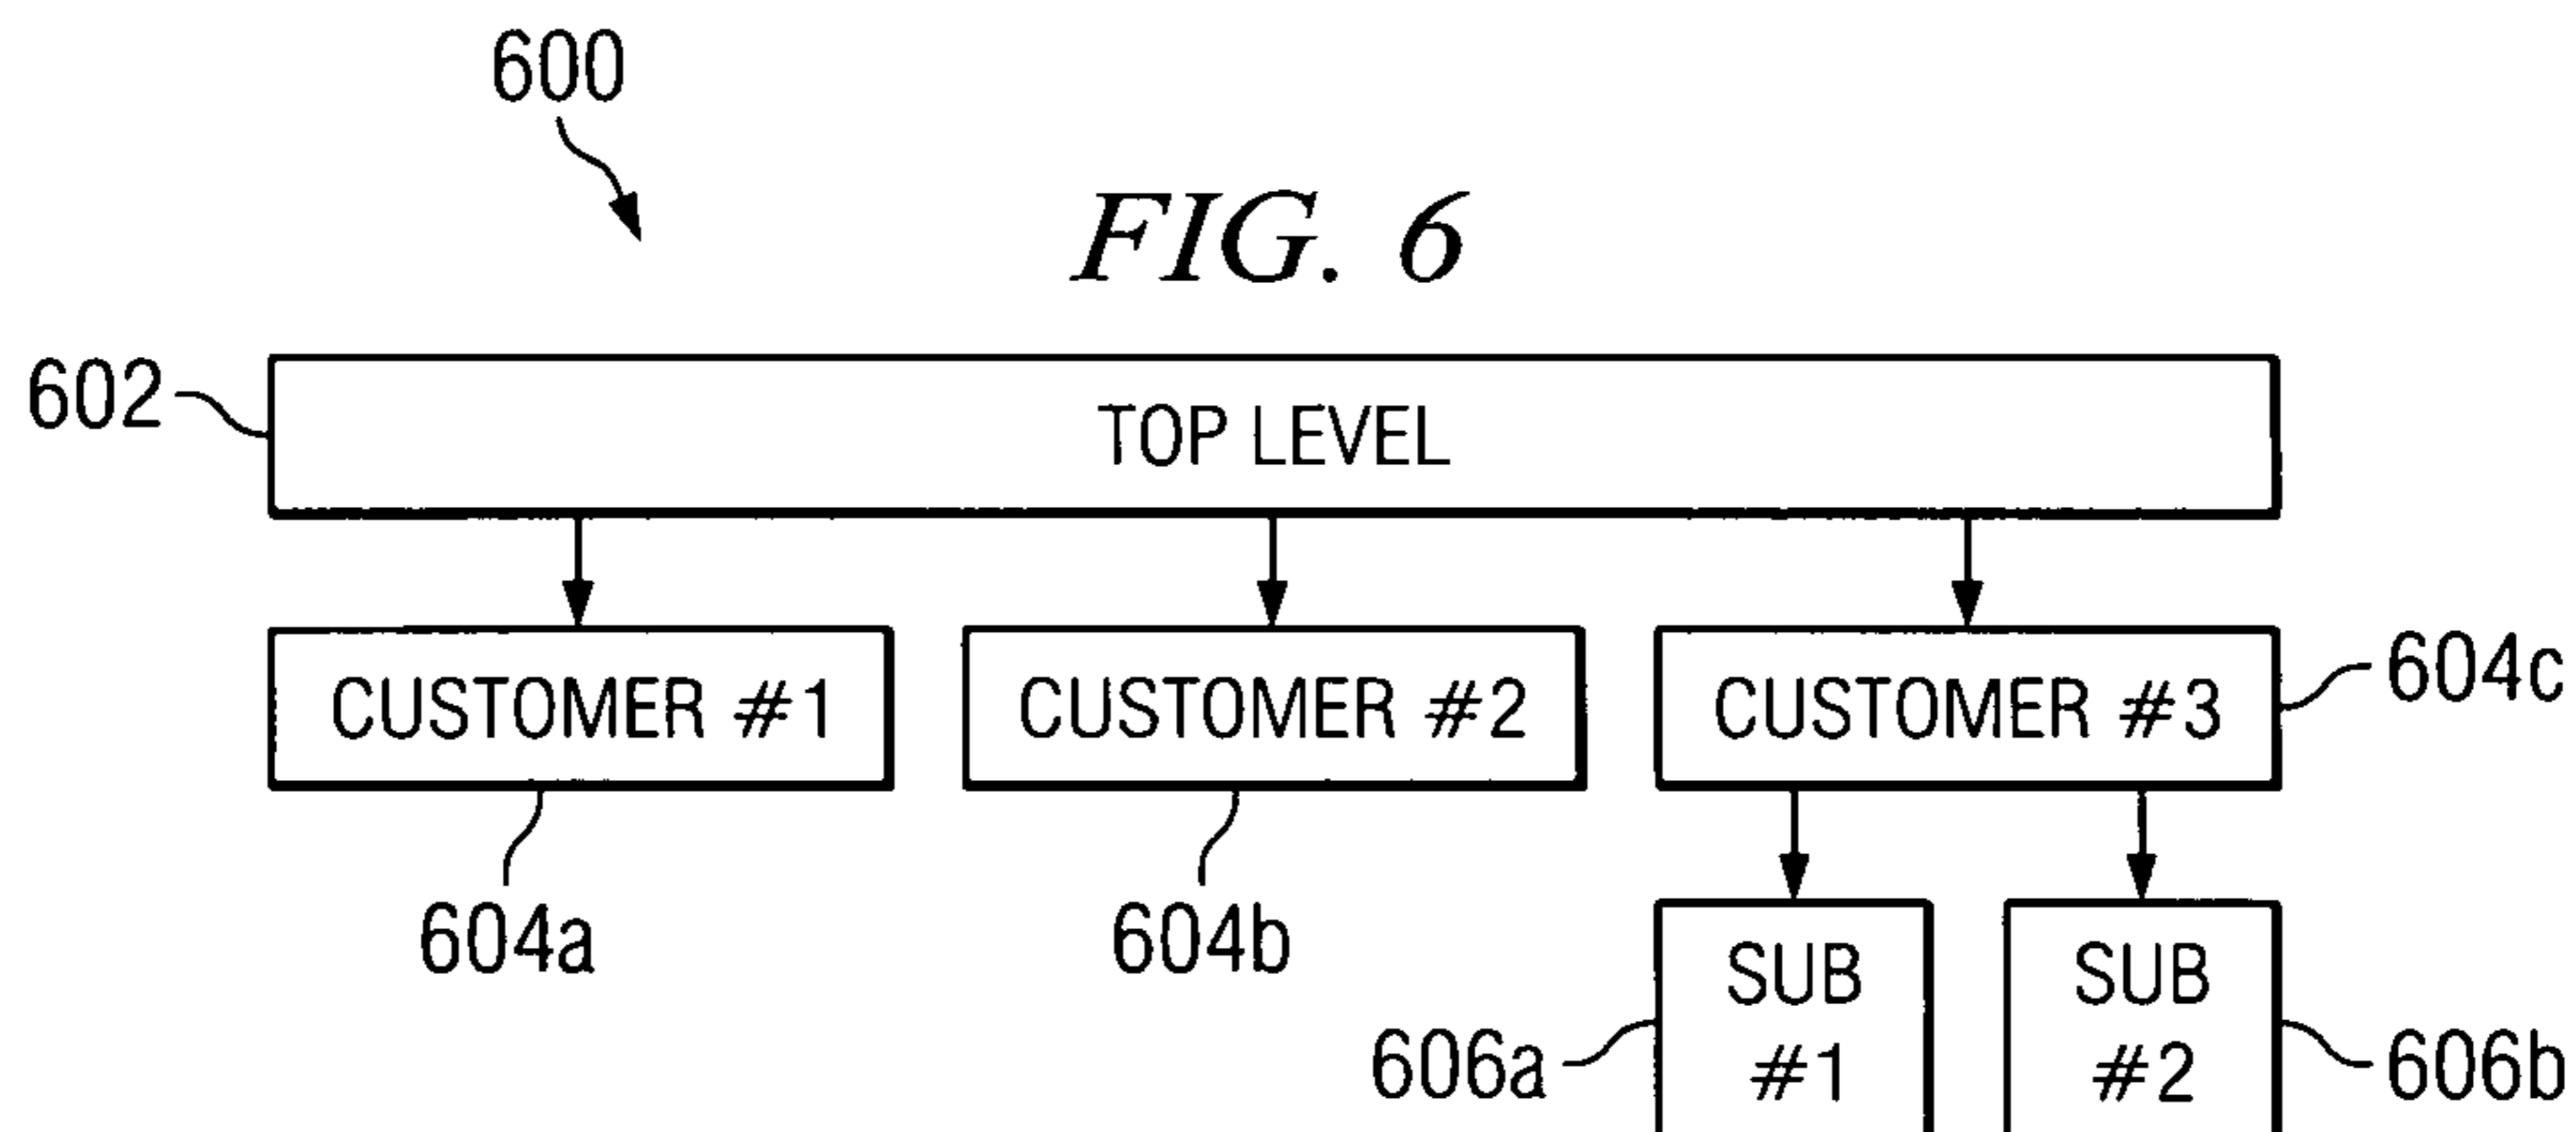 600
FIG. 6
602
TOP LEVEL
CUSTOMER #1
CUSTOMER #2
CUSTOMER #3
604c
604a
604b
SUB
#1
SUB
#2
606a
606b